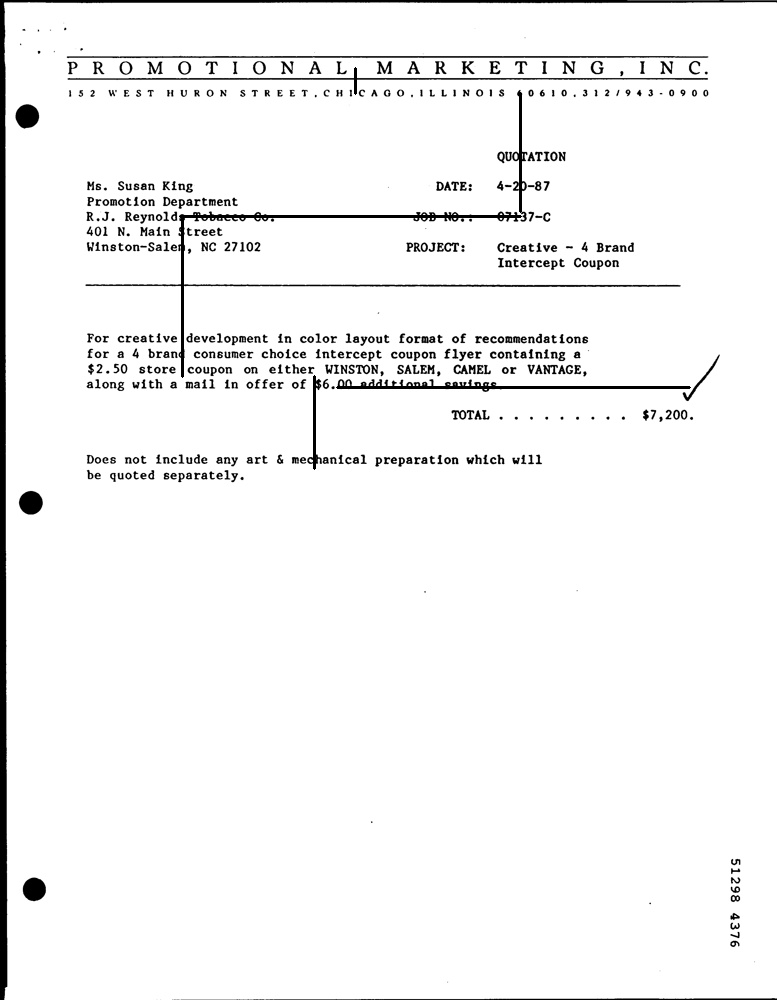 PROMOTIONAL MARKETING, INC.
152 WEST HURON STREET, CHICAGO, ILLINOIS 60610, 312/943-0900
QUOTATION
Ms. Susan King DATE: 4-20-87
Promotion Department
R.J. Reynolds Tobacco Co. JOB NO.: 07137-C
401 N. Main Street
Winston-Salem, NC 27102 PROJECT: Creative - 4 Brand
Intercept Coupon
For creative development in color layout format of recommendations
for a 4 brand consumer choice intercept coupon flyer containing a
$2.50 store coupon on either WINSTON, SALEM, CAMEL or VANTAGE,
along with a mail in offer of $6.00 additional savings.
TOTAL . . . . . . . . . $7,200.
Does not include any art & mechanical preparation which will
be quoted separately.
51298 4376